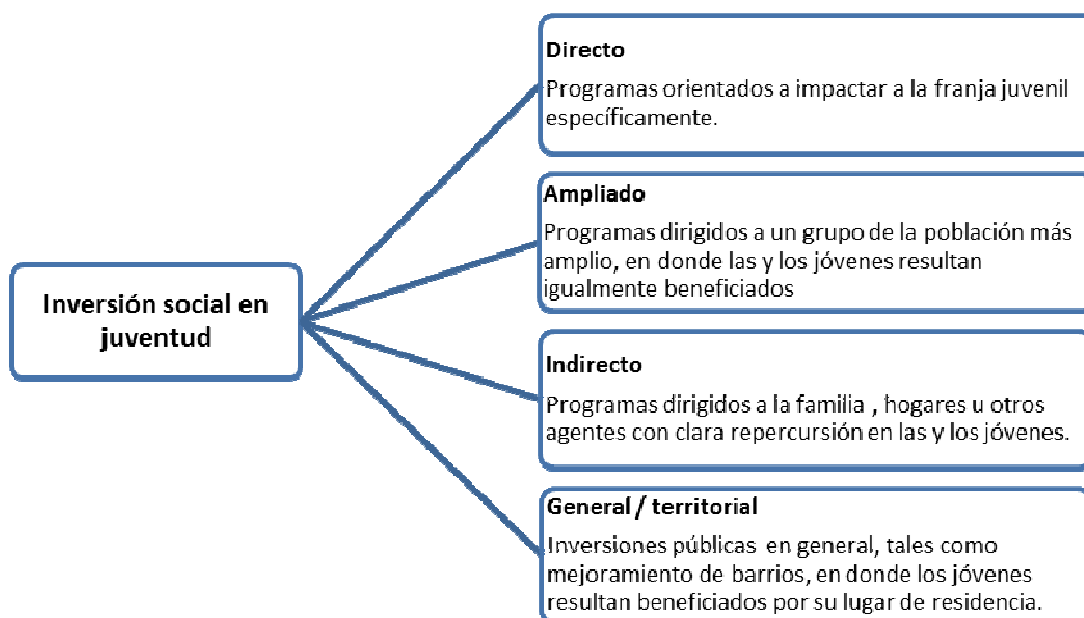 Inversión social en
juventud
Directo
Programas orientados a impactar a la franja juvenil
específicamente.
Ampliado
Programas dirigidos a un grupo de la población más
amplio, en donde las y los jóvenes resultan
igualmente beneficiados
Indirecto
Programas dirigidos a la familia , hogares u otros
agentes con clara repercursión en las y los jóvenes.
General / territorial
Inversiones públicas en general, tales como
mejoramiento de barrios, en donde los jóvenes
resultan beneficiados por su lugar de residencia.